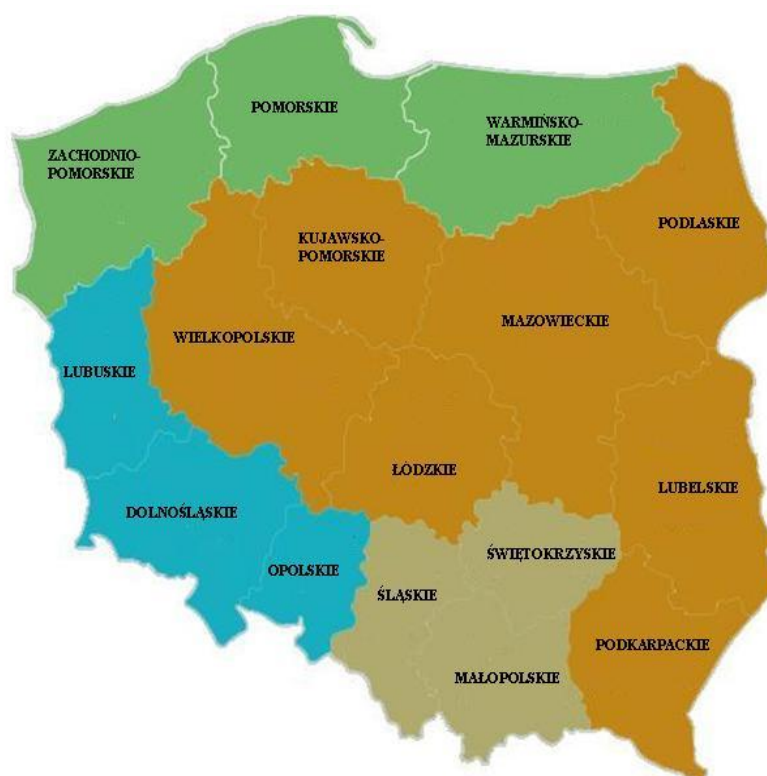 POMORSKIE
WARMIŃSKO-
MAZURSKIE
ZACHODNIO-
POMORSKIE
PODLASKIE
KUJAWSKO-
POMORSKIE
MAZOWIECKIE
WIELKOPOLSKIE
LUBUSKIE
ŁÓDZKIE
LUBELSKIE
DOLNOŚLĄSKIE
ŚWIĘTOKRZYSKIE
OPOLSKIE
ŚLĄSKIE
PODKARPACKIE
MAŁOPOLSKIE